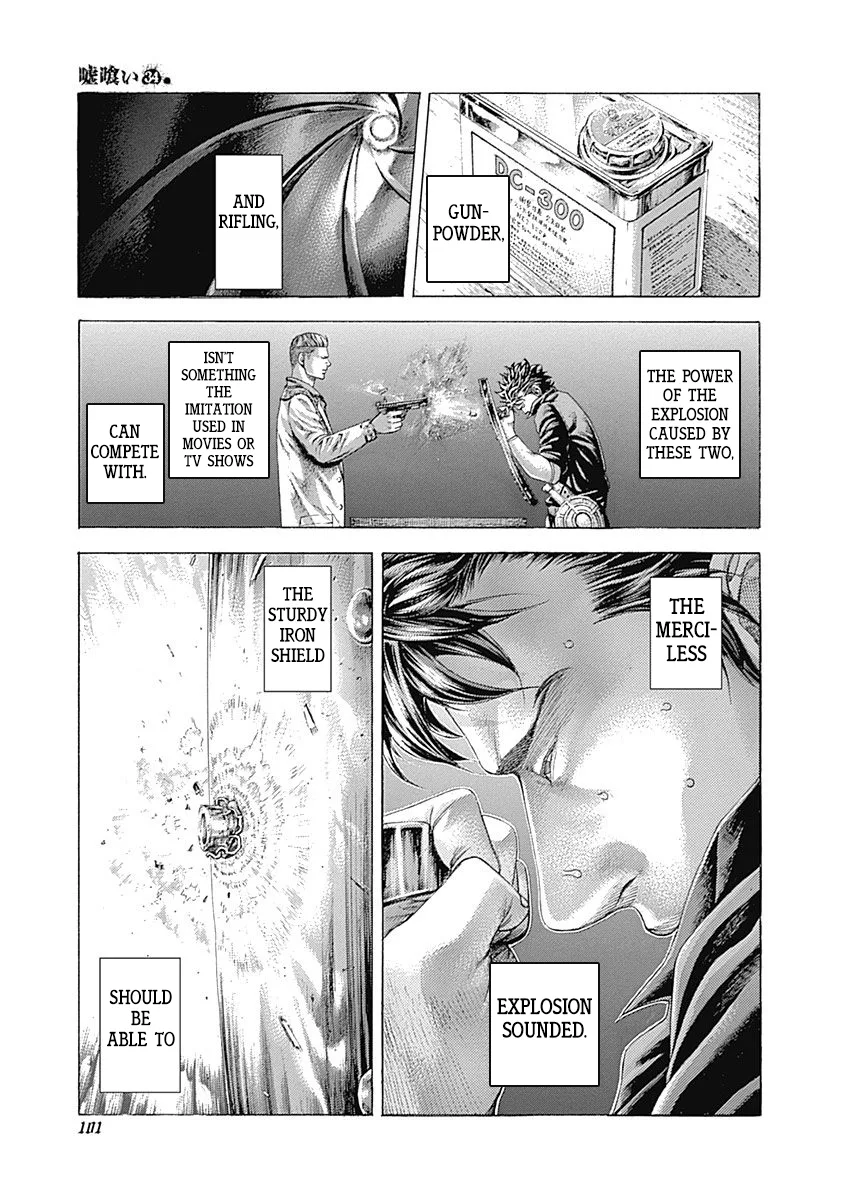 嘘喰い34
GUN-
POWDER,
DC-300
AND
RIFLING,
THE POWER
OF THE
EXPLOSION
CAUSED BY
THESE TWO,
ISN'T
SOMETHING
THE
IMITATION
USED IN
MOVIES OR
TV SHOWS
CAN
COMPETE
WITH.
THE
MERCI-
LESS
EXPLOSION
SOUNDED.
THE
STURDY
IRON
SHIELD
SHOULD
BE
ABLE TO
101